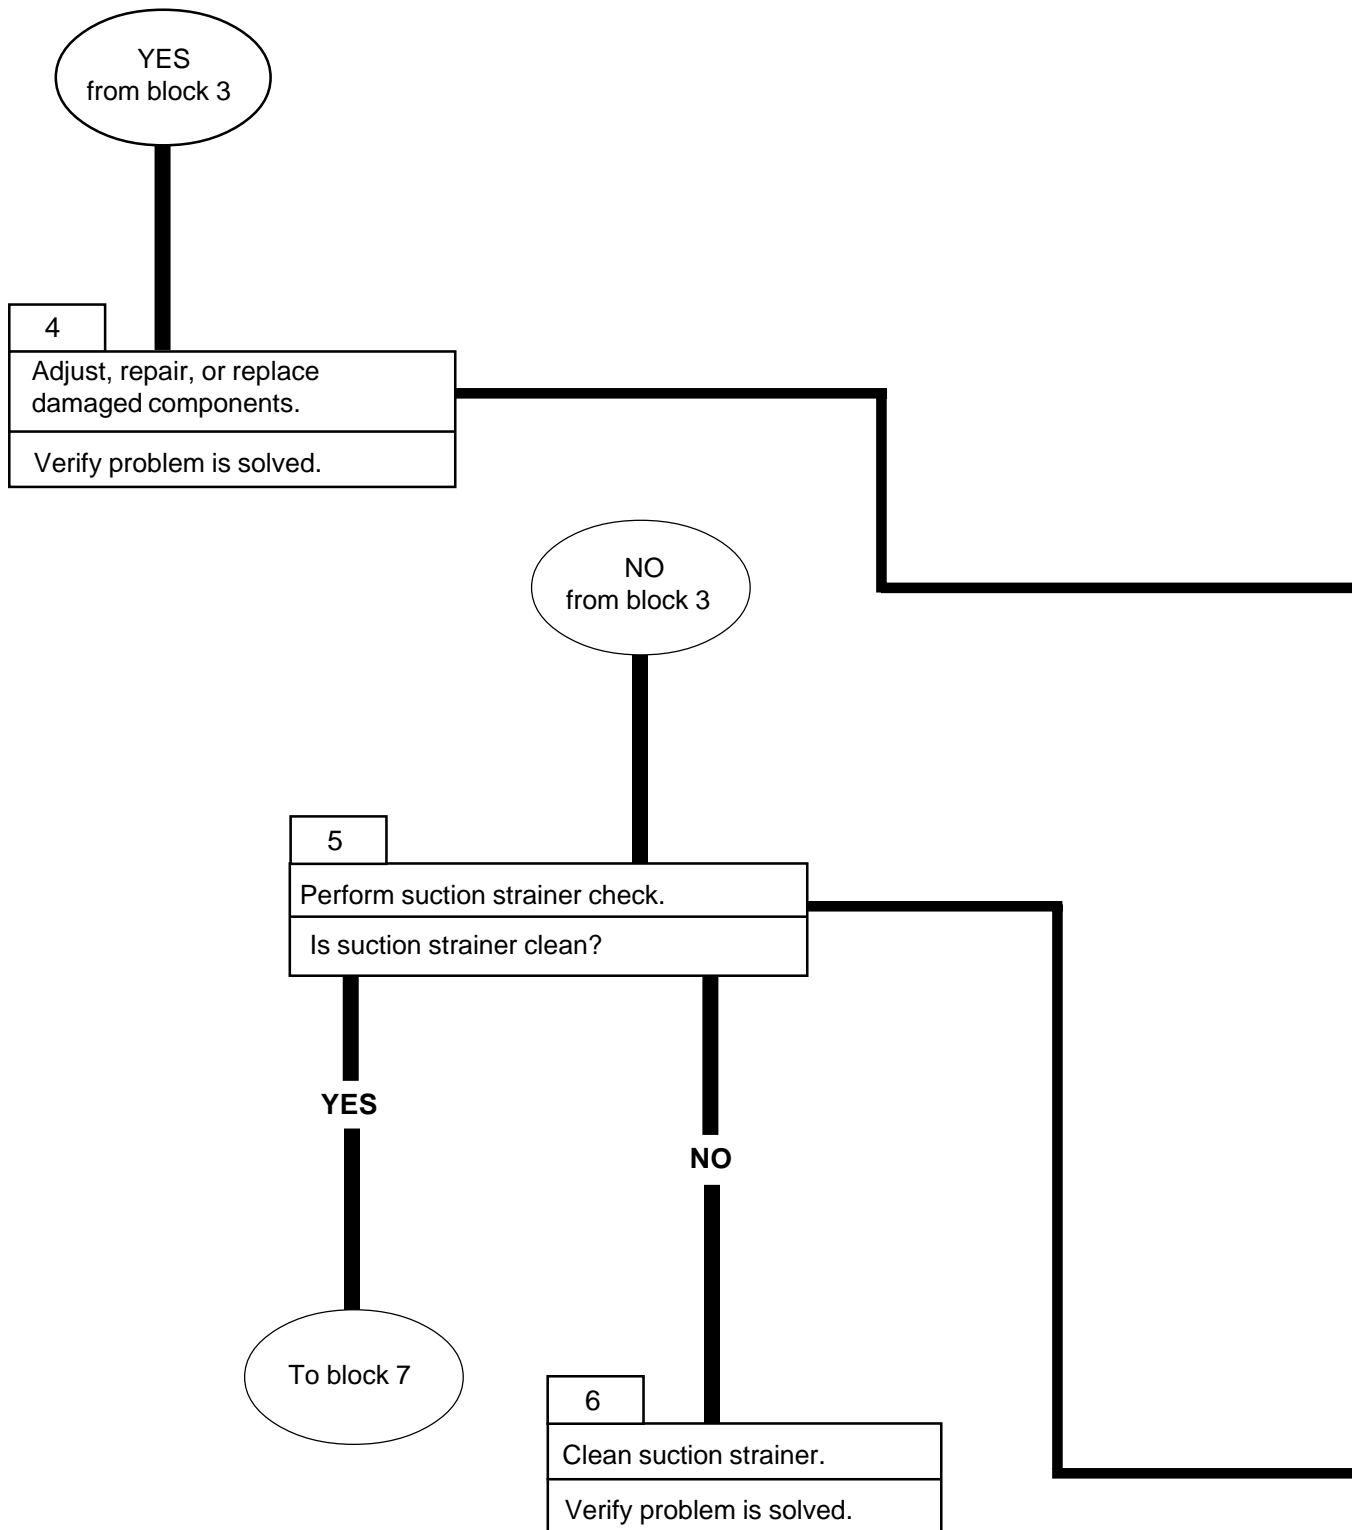 YES
from block 3
4
Adjust, repair, or replace
damaged components.
Verify problem is solved.
NO
from block 3
5
Perform suction strainer check.
Is suction strainer clean?
YES
NO
To block 7
6
Clean suction strainer.
Verify problem is solved.